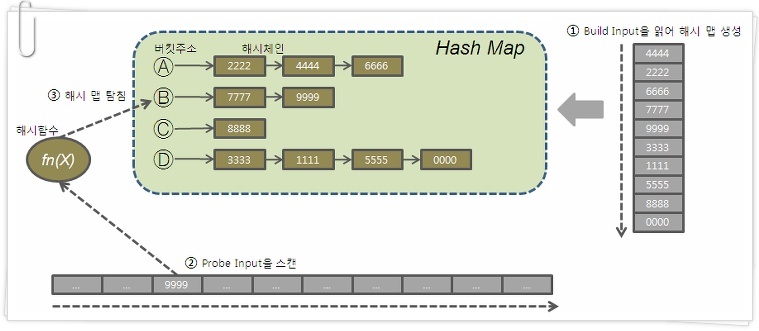 ① Build Input을 읽어 해시 맵 생성
버킷주소 해시체인 Hash Map
Ⓐ 2222 4444 6666
Ⓑ 7777 9999
Ⓒ 8888
Ⓓ 3333 1111 5555 0000
4444
2222
6666
7777
9999
3333
1111
5555
8888
0000
③ 해시 맵 탐침
해시함수
fn(X)
② Probe Input을 스캔
... ... 9999 ... ... ... ... ... ... ...